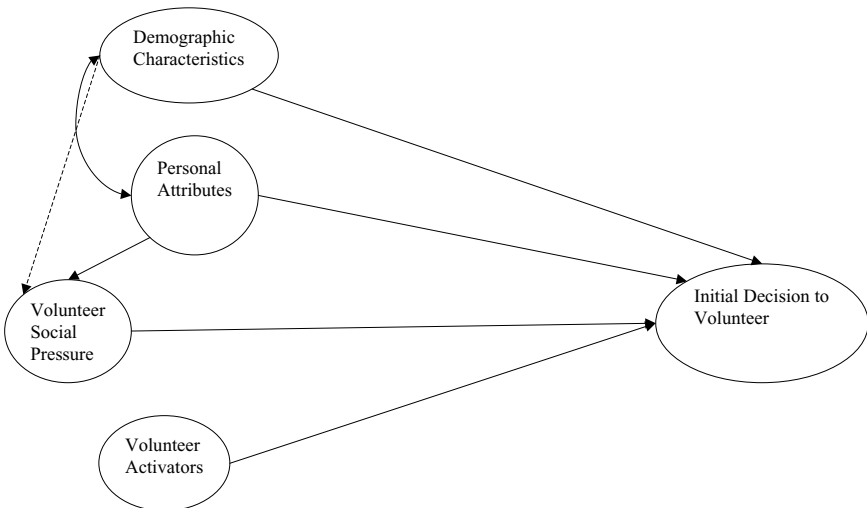 Demographic
Characteristics
Personal
Attributes
Volunteer
Social
Pressure
Initial Decision to
Volunteer
Volunteer
Activators